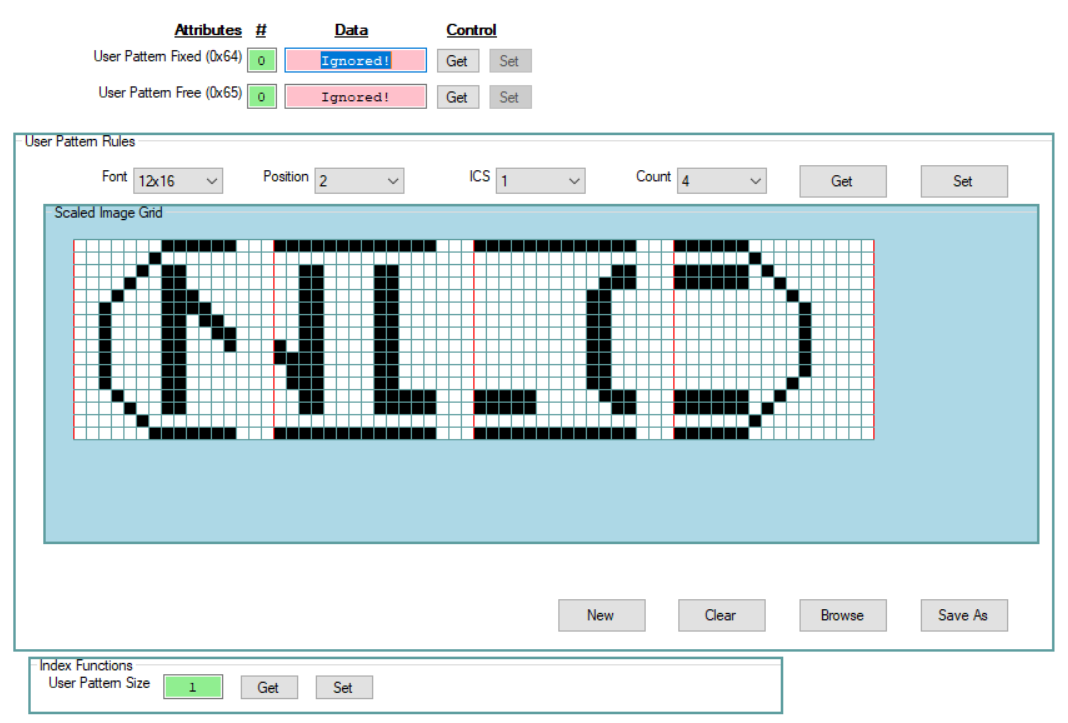 Attributes # Data Control
User Pattern Fixed (0x64) 0 Ignored! Get Set
User Pattern Free (0x65) 0 Ignored! Get Set
User Pattern Rules
Font 12x16 Position 2 ICS 1 Count 4 Get Set
Scaled Image Grid
NLC
New Clear Browse Save As
Index Functions
User Pattern Size 1 Get Set